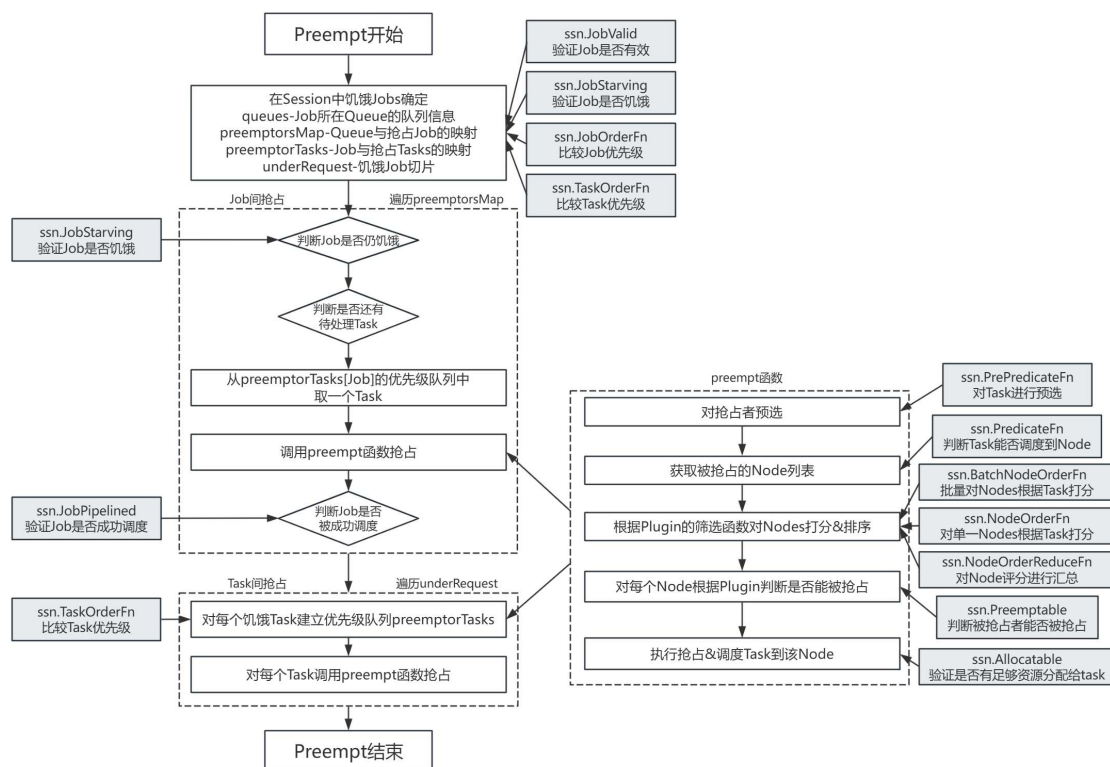 Preempt开始
ssn.JobValid
验证Job是否有效
在Session中饥饿Jobs确定
queues-Job所在Queue的队列信息
preemptorsMap-Queue与抢占Job的映射
preemptorTasks-Job与抢占Tasks的映射
underRequest-饥饿Job切片
ssn.JobStarving
验证Job是否饥饿
ssn.JobOrderFn
比较Job优先级
ssn.TaskOrderFn
比较Task优先级
Job间抢占
遍历preemptorsMap
ssn.JobStarving
验证Job是否饥饿
判断Job是否仍饥饿
判断是否还有
待处理Task
从preemptorTasks[Job]的优先级队列中
取一个Task
调用preempt函数抢占
ssn.JobPipelined
验证Job是否成功调度
判断Job是否
被成功调度
Task间抢占
遍历underRequest
ssn.TaskOrderFn
比较Task优先级
对每个饥饿Task建立优先级队列preemptorTasks
对每个Task调用preempt函数抢占
Preempt结束
preempt函数
对抢占者预选
获取被抢占的Node列表
根据Plugin的筛选函数对Nodes打分&排序
对每个Node根据Plugin判断是否能被抢占
执行抢占&调度Task到该Node
ssn.PrePredicateFn
对Task进行预选
ssn.PredicateFn
判断Task能否调度到Node
ssn.BatchNodeOrderFn
批量对Nodes根据Task打分
ssn.NodeOrderFn
对单一Nodes根据Task打分
ssn.NodeOrderReduceFn
对Node评分进行汇总
ssn.Preemptable
判断被抢占者能否被抢占
ssn.Allocatable
验证是否有足够资源分配给task